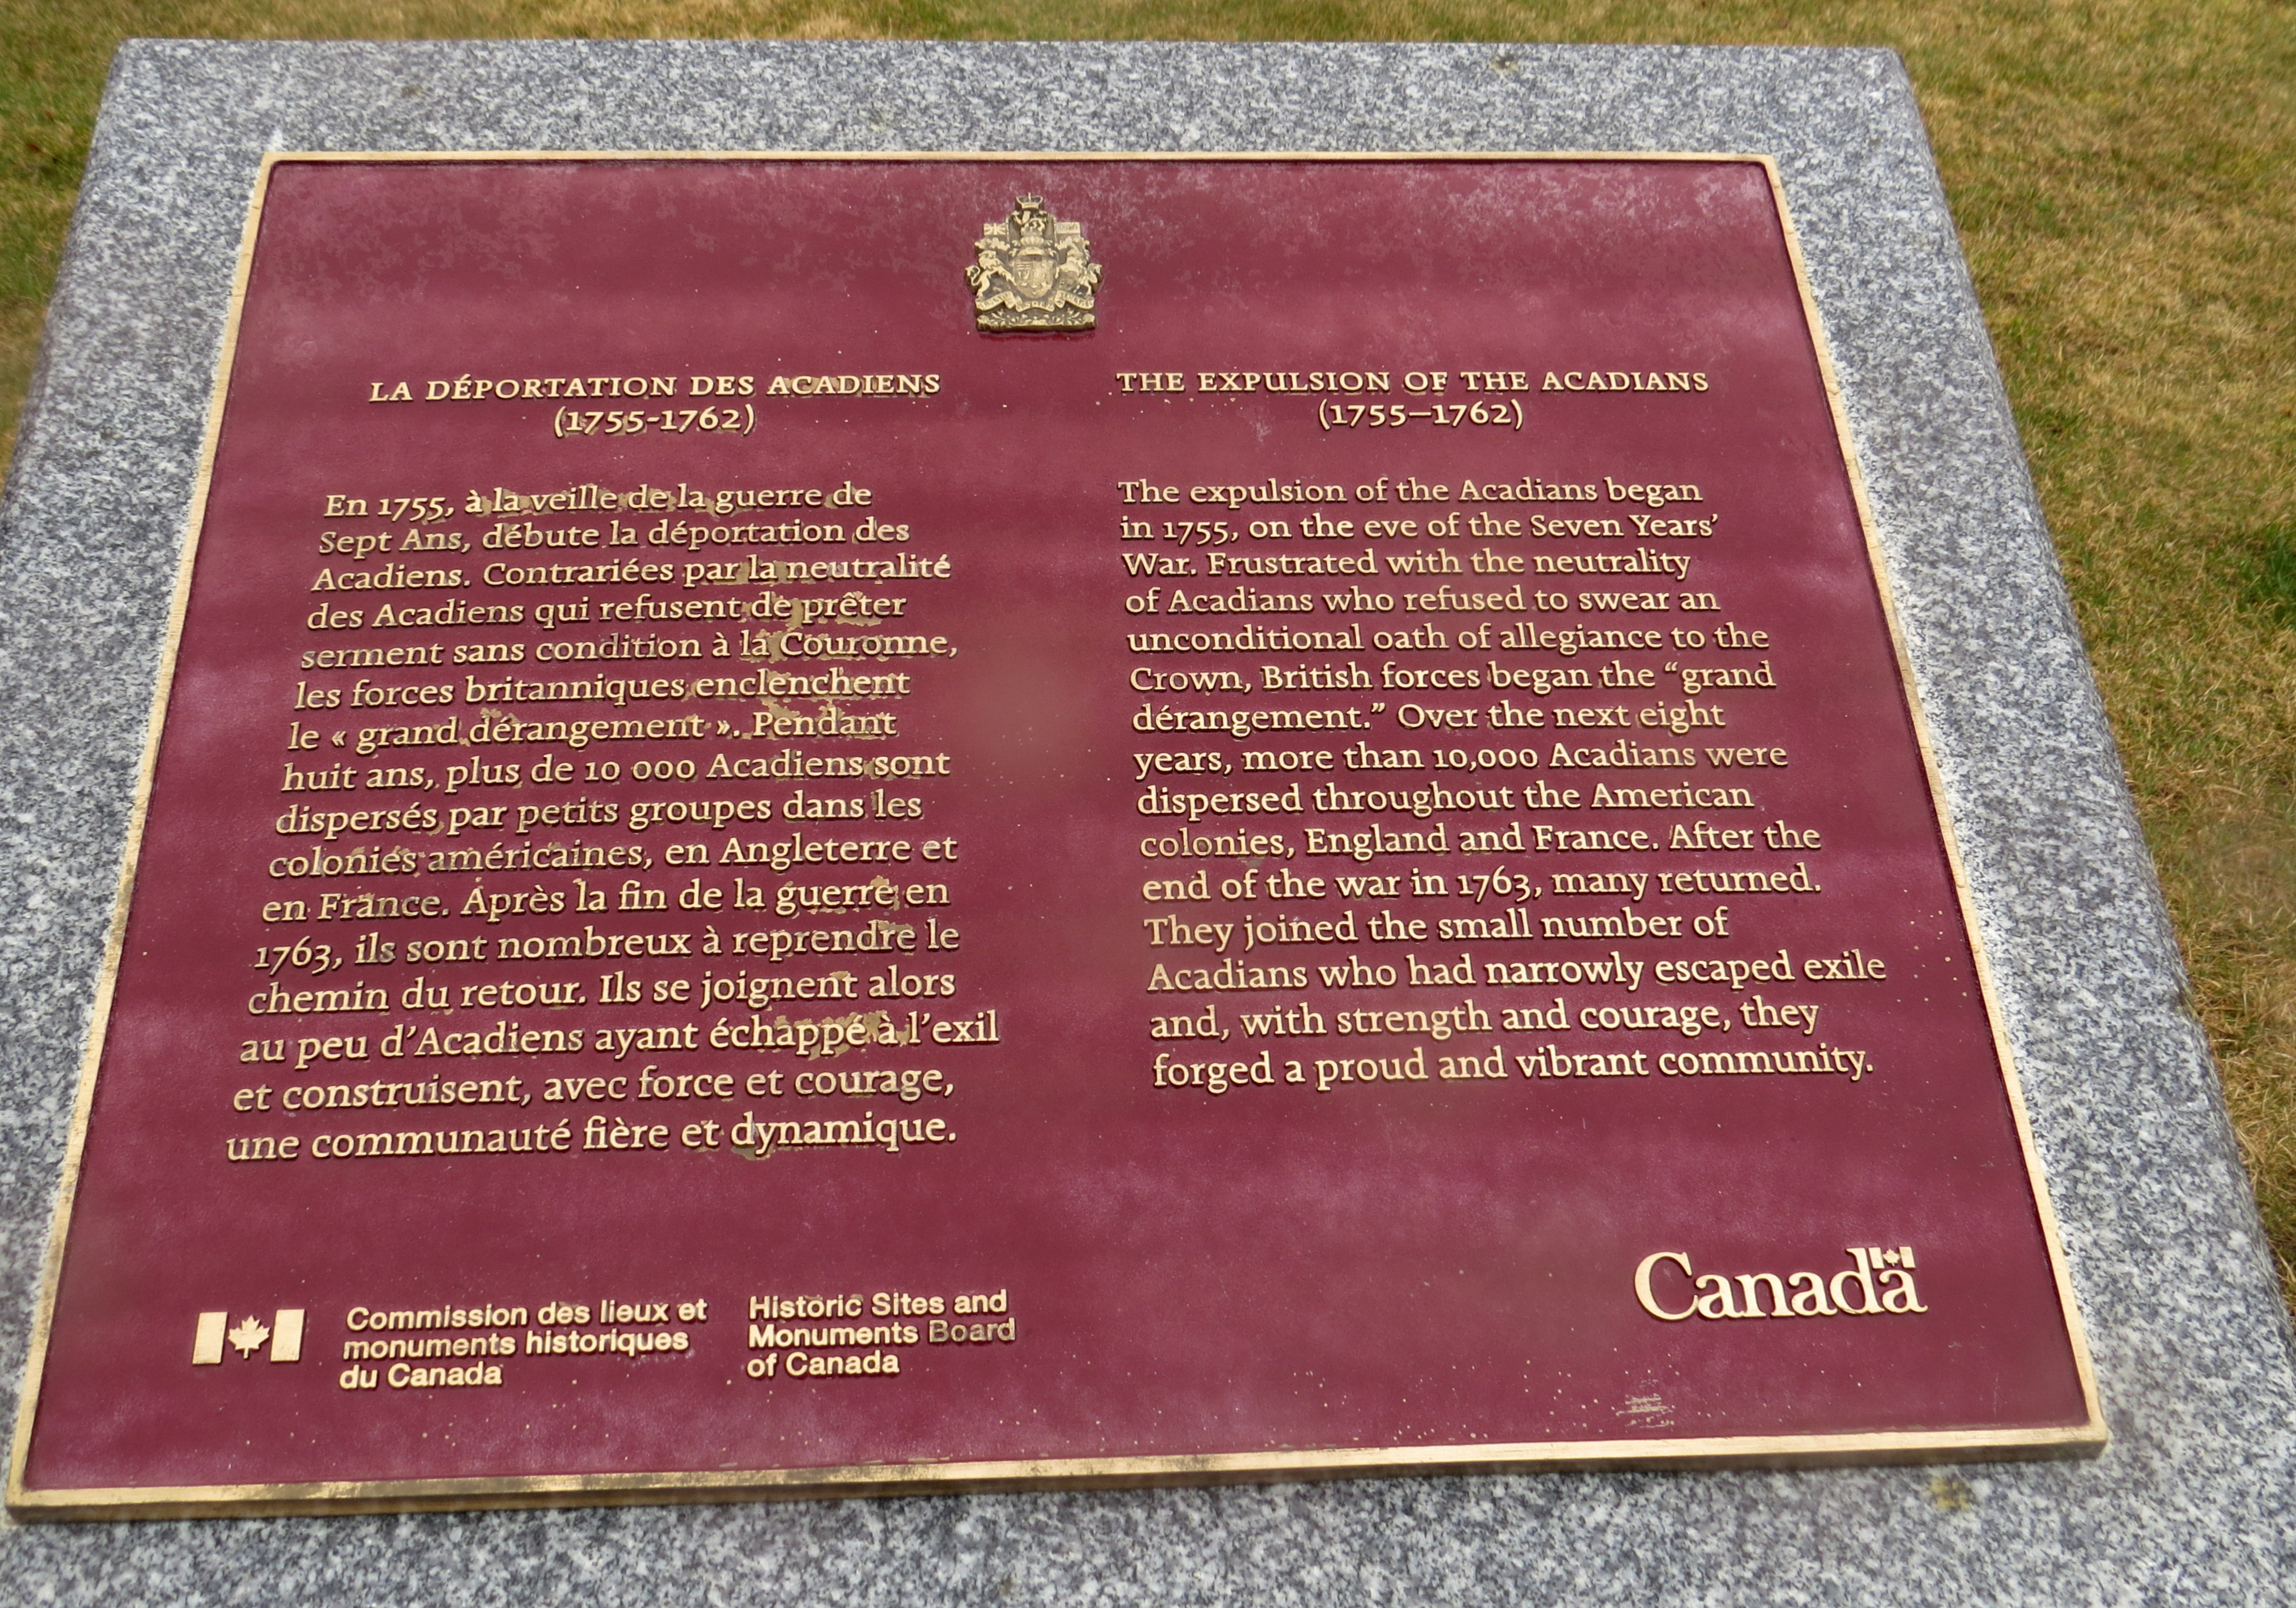 LA DÉPORTATION DES ACADIENS
(1755-1762)
En 1755, à la veille de la guerre de
Sept Ans, débute la déportation des
Acadiens. Contrariées par la neutralité
des Acadiens qui refusent de prêter
serment sans condition à la Couronne,
les forces britanniques enclenchent
le « grand dérangement ». Pendant
huit ans, plus de 10 000 Acadiens sont
dispersés par petits groupes dans les
colonies américaines, en Angleterre et
en France. Après la fin de la guerre en
1763, ils sont nombreux à reprendre le
chemin du retour. Ils se joignent alors
au peu d'Acadiens ayant échappé à l'exil
et construisent, avec force et courage,
une communauté fière et dynamique.
THE EXPULSION OF THE ACADIANS
(1755–1762)
The expulsion of the Acadians began
in 1755, on the eve of the Seven Years'
War. Frustrated with the neutrality
of Acadians who refused to swear an
unconditional oath of allegiance to the
Crown, British forces began the “grand
dérangement.” Over the next eight
years, more than 10,000 Acadians were
dispersed throughout the American
colonies, England and France. After the
end of the war in 1763, many returned.
They joined the small number of
Acadians who had narrowly escaped exile
and, with strength and courage, they
forged a proud and vibrant community.
Commission des lieux et
monuments historiques
du Canada
Historic Sites and
Monuments Board
of Canada
Canada